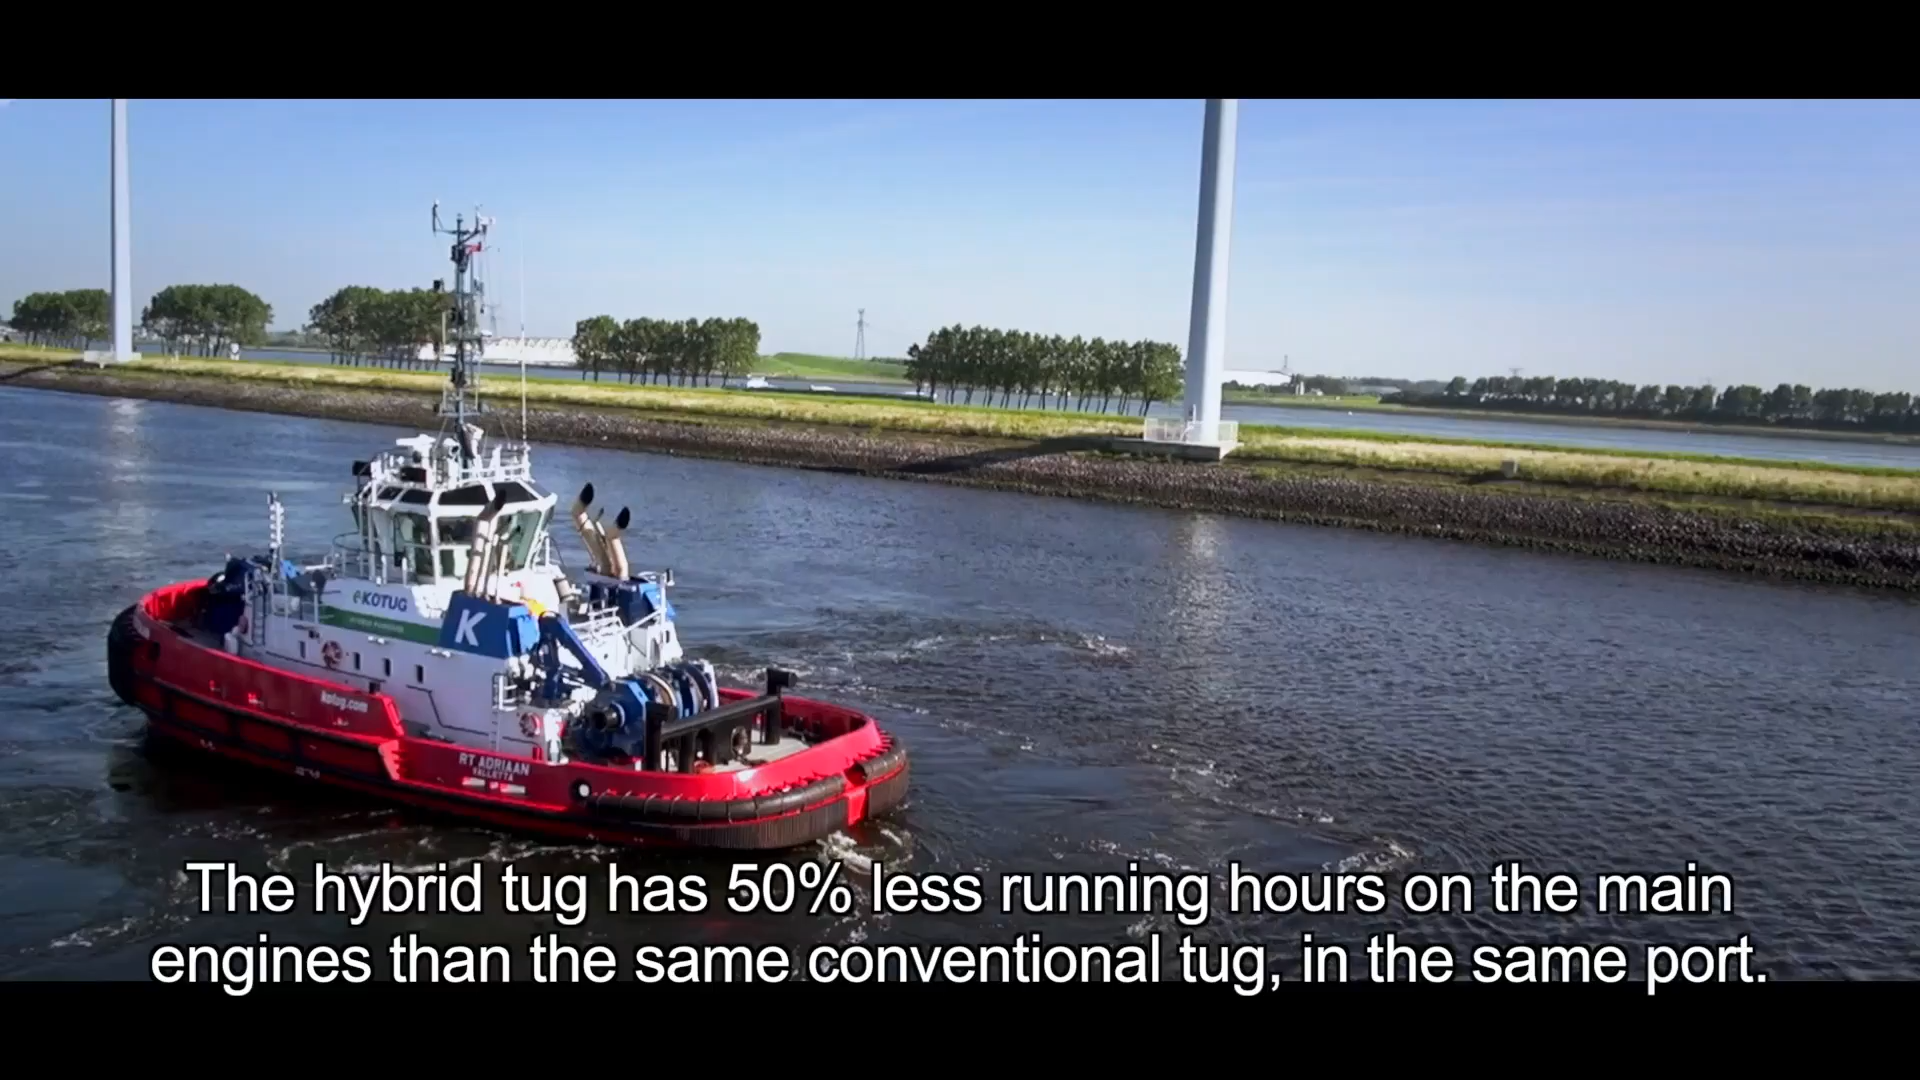 e-KOTUG
K
kotug.com
RT ADRIAAN
VALLETTA
The hybrid tug has 50% less running hours on the main
engines than the same conventional tug, in the same port.